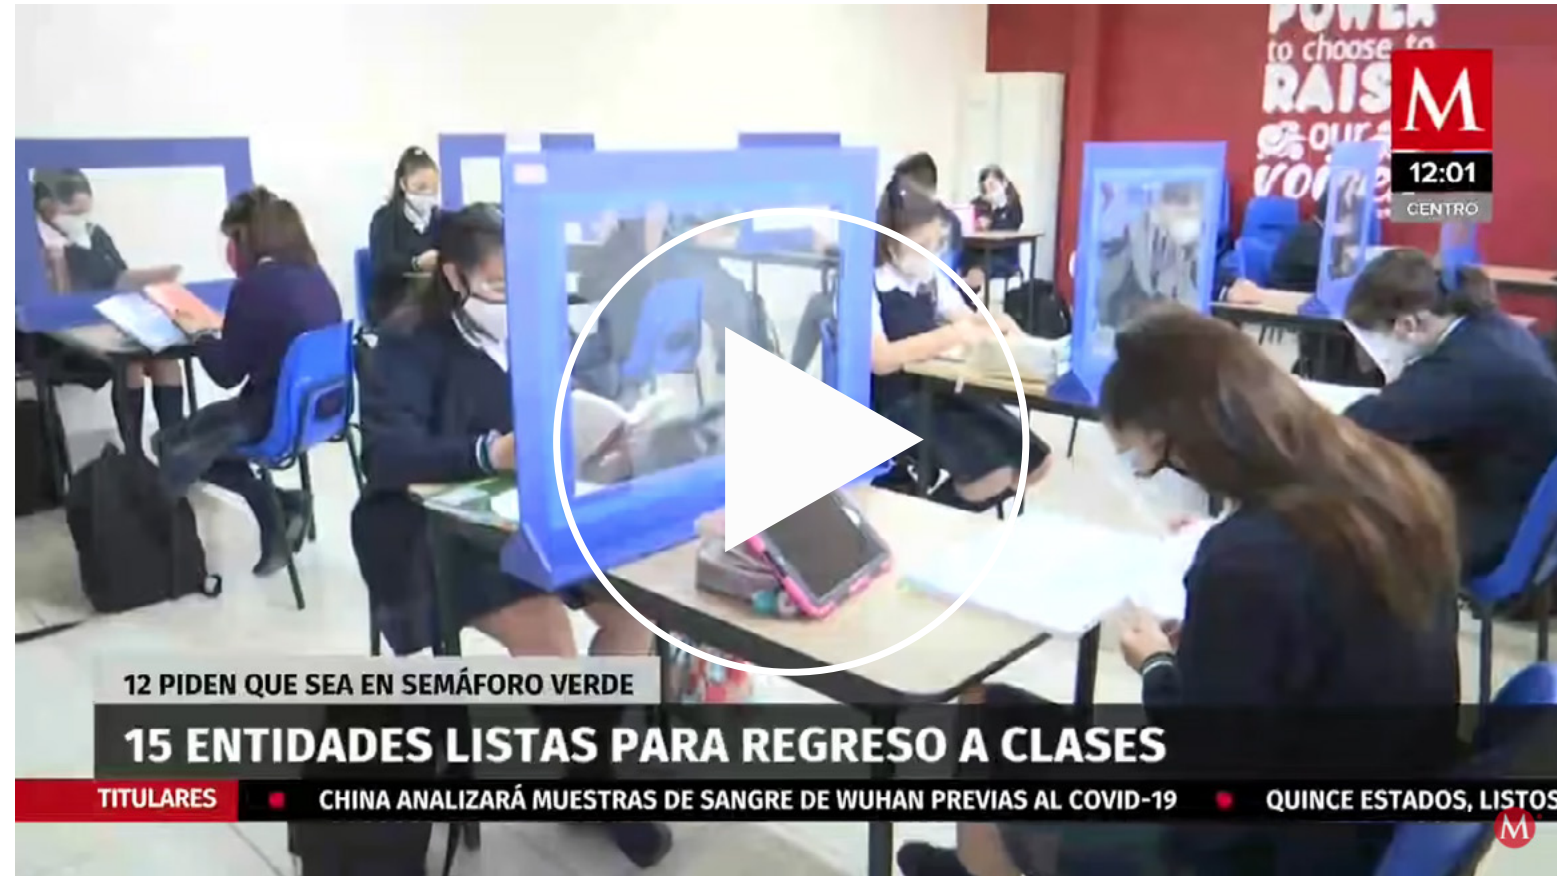 POWER
to choose to
RAIS
our
M
12:01
CENTRO
12 PIDEN QUE SEA EN SEMÁFORO VERDE
15 ENTIDADES LISTAS PARA REGRESO A CLASES
TITULARES CHINA ANALIZARÁ MUESTRAS DE SANGRE DE WUHAN PREVIAS AL COVID-19 QUINCE ESTADOS, LISTOS
M